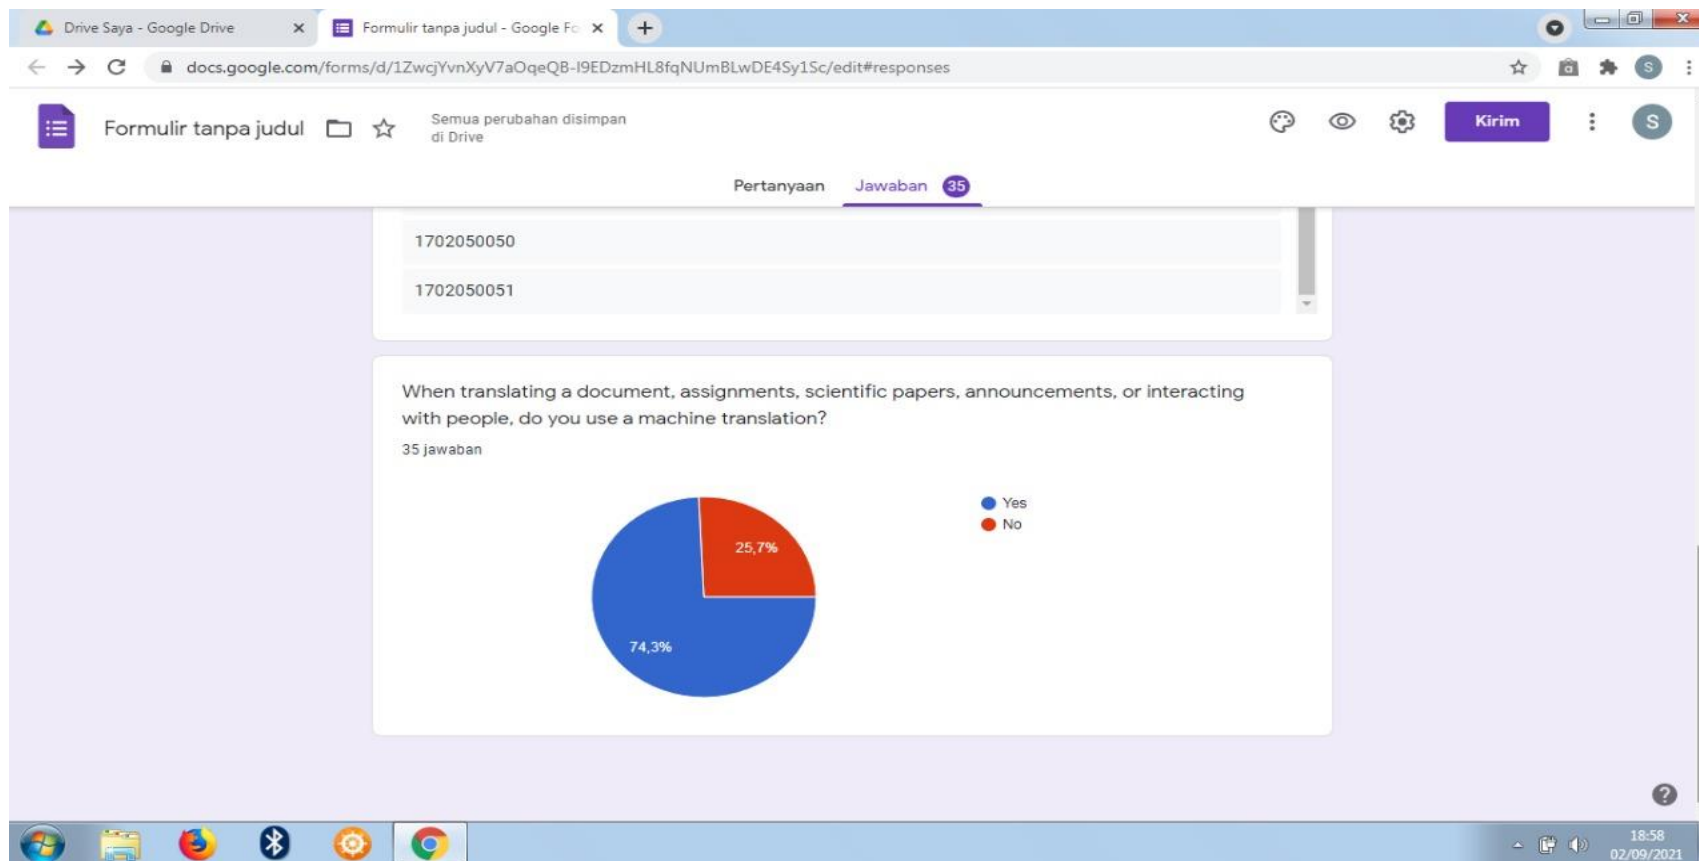 Drive Saya - Google Drive
Formulir tanpa judul - Google Fo
docs.google.com/forms/d/1ZwcjYvnXyV7aOqeQB-I9EDzmHL8fqNUmBLwDE4Sy1Sc/edit#responses
S
Formulir tanpa judul
Semua perubahan disimpan
di Drive
Kirim
S
Pertanyaan
Jawaban 35
1702050050
1702050051
When translating a document, assignments, scientific papers, announcements, or interacting
with people, do you use a machine translation?
35 jawaban
Yes
No
25,7%
74,3%
18:58
02/09/2021